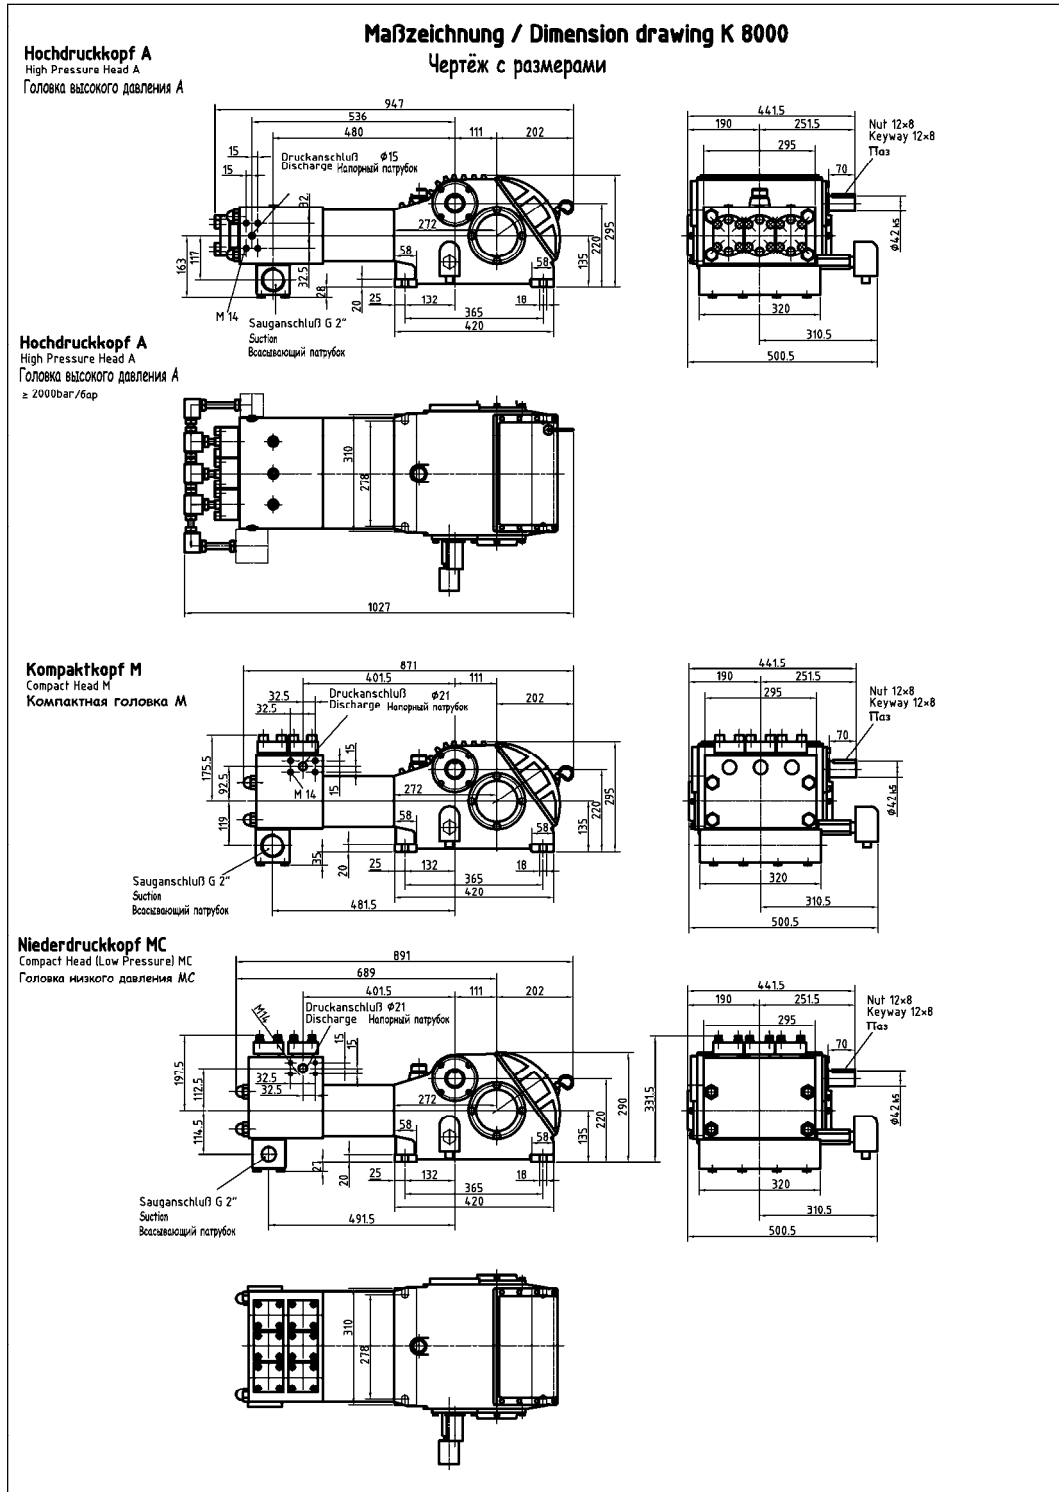 Maßzeichnung / Dimension drawing K 8000
Чертёж с размерами
Hochdruckkopf A
High Pressure Head A
Головка высокого давления А
947
536
480
111
202
15
15
Druckanschluß Ø15
Discharge Напорный патрубок
32
272
58
58
163
117
32.5
28
20
25
132
18
365
420
135
220
295
M 14
Sauganschluß G 2"
Suction
Всасывающий патрубок
441.5
190
251.5
295
70
Nut 12×8
Keyway 12×8
Паз
Ø42 k5
320
310.5
500.5
Hochdruckkopf A
High Pressure Head A
Головка высокого давления А
≥ 2000bar/бар
310
278
1027
Kompaktkopf M
Compact Head M
Компактная головка М
871
401.5
111
202
32.5
32.5
Druckanschluß Ø21
Discharge Напорный патрубок
15
15
M 14
175.5
92.5
119
272
58
58
35
20
25
132
18
365
420
481.5
135
220
295
Sauganschluß G 2"
Suction
Всасывающий патрубок
441.5
190
251.5
295
70
Nut 12×8
Keyway 12×8
Паз
Ø42 k5
320
310.5
500.5
Niederdruckkopf MC
Compact Head (Low Pressure) MC
Головка низкого давления МС
891
689
401.5
111
202
M14
Druckanschluß Ø21
Discharge Напорный патрубок
15
15
32.5
32.5
112.5
114.5
272
58
58
27
20
25
132
18
365
420
491.5
135
220
290
331.5
Sauganschluß G 2"
Suction
Всасывающий патрубок
441.5
190
251.5
295
70
Nut 12×8
Keyway 12×8
Паз
Ø42 k5
320
310.5
500.5
310
278